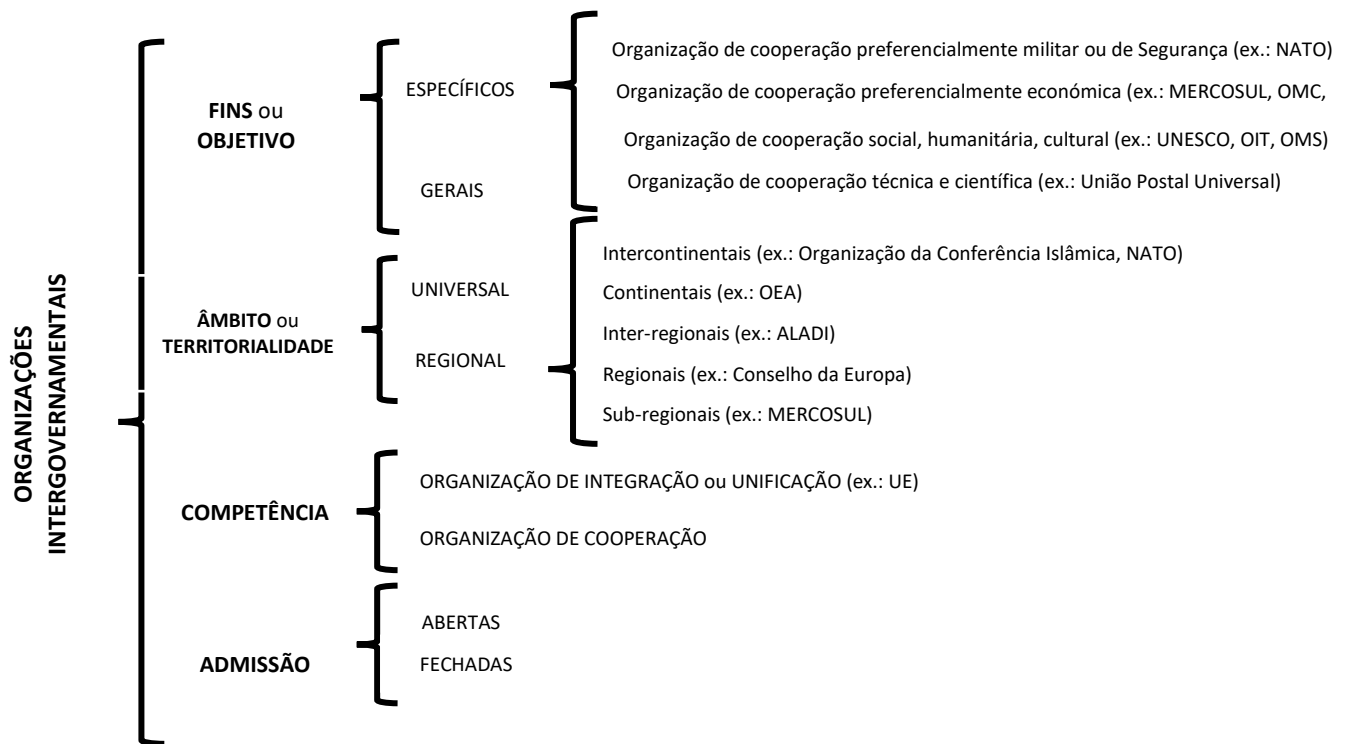 ORGANIZAÇÕES
INTERGOVERNAMENTAIS
FINS ou
OBJETIVO
ESPECÍFICOS
Organização de cooperação preferencialmente militar ou de Segurança (ex.: NATO)
Organização de cooperação preferencialmente económica (ex.: MERCOSUL, OMC,
Organização de cooperação social, humanitária, cultural (ex.: UNESCO, OIT, OMS)
Organização de cooperação técnica e científica (ex.: União Postal Universal)
GERAIS
ÂMBITO ou
TERRITORIALIDADE
UNIVERSAL
REGIONAL
Intercontinentais (ex.: Organização da Conferência Islâmica, NATO)
Continentais (ex.: OEA)
Inter-regionais (ex.: ALADI)
Regionais (ex.: Conselho da Europa)
Sub-regionais (ex.: MERCOSUL)
COMPETÊNCIA
ORGANIZAÇÃO DE INTEGRAÇÃO ou UNIFICAÇÃO (ex.: UE)
ORGANIZAÇÃO DE COOPERAÇÃO
ADMISSÃO
ABERTAS
FECHADAS